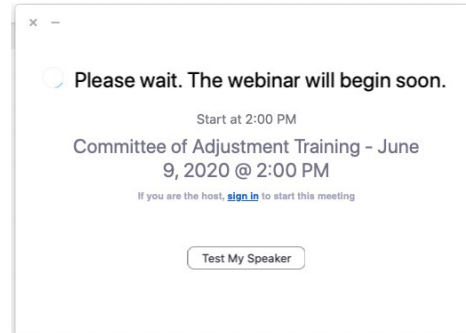 Please wait. The webinar will begin soon.
Start at 2:00 PM
Committee of Adjustment Training - June
9, 2020 @ 2:00 PM
If you are the host, sign in to start this meeting
Test My Speaker